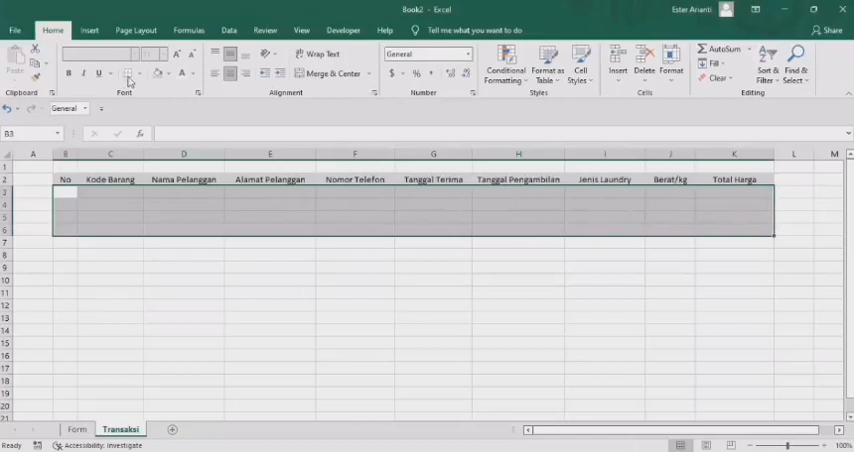 Book2 - Excel
Ester Arianti
File Home Insert Page Layout Formulas Data Review View Developer Help Tell me what you want to do Share
Paste
B I U A
Wrap Text
Merge & Center
General
$ % ,
Conditional Formatting
Format as Table
Cell Styles
Insert
Delete
Format
AutoSum
Fill
Clear
Sort & Filter
Find & Select
Clipboard Font Alignment Number Styles Cells Editing
General
B3 fx
A B C D E F G H I J K L M
1
2 No Kode Barang Nama Pelanggan Alamat Pelanggan Nomor Telefon Tanggal Terima Tanggal Pengambilan Jenis Laundry Berat/kg Total Harga
3
4
5
6
7
8
9
10
11
12
13
14
15
16
17
18
19
20
21
Form Transaksi
Ready Accessibility: Investigate 100%